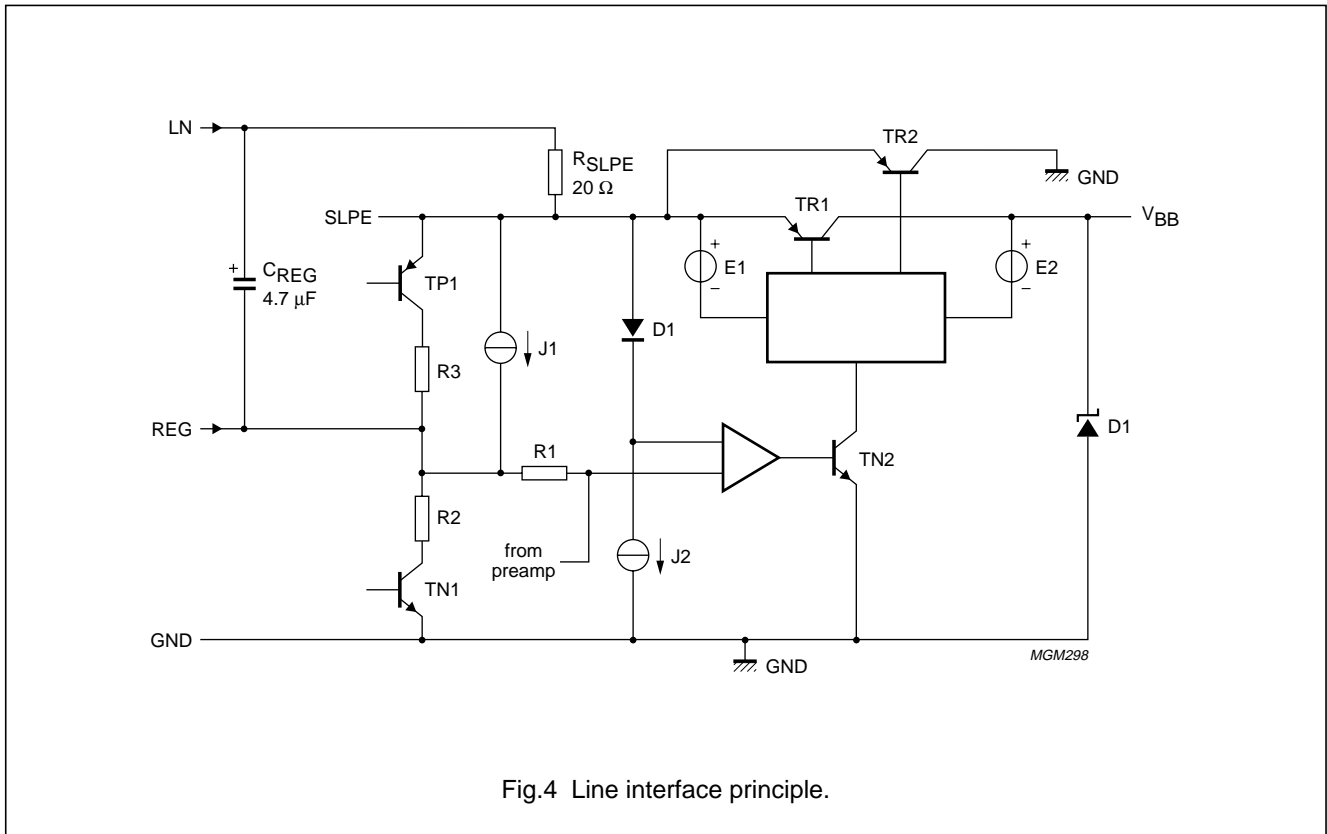 LN
RSLPE
20 Ω
TR2
GND
TR1
SLPE
VBB
+
E1
−
+
E2
−
+
CREG
4.7 µF
TP1
D1
J1
R3
REG
R1
D1
TN2
R2
from
preamp
J2
TN1
GND
GND
MGM298
Fig.4 Line interface principle.